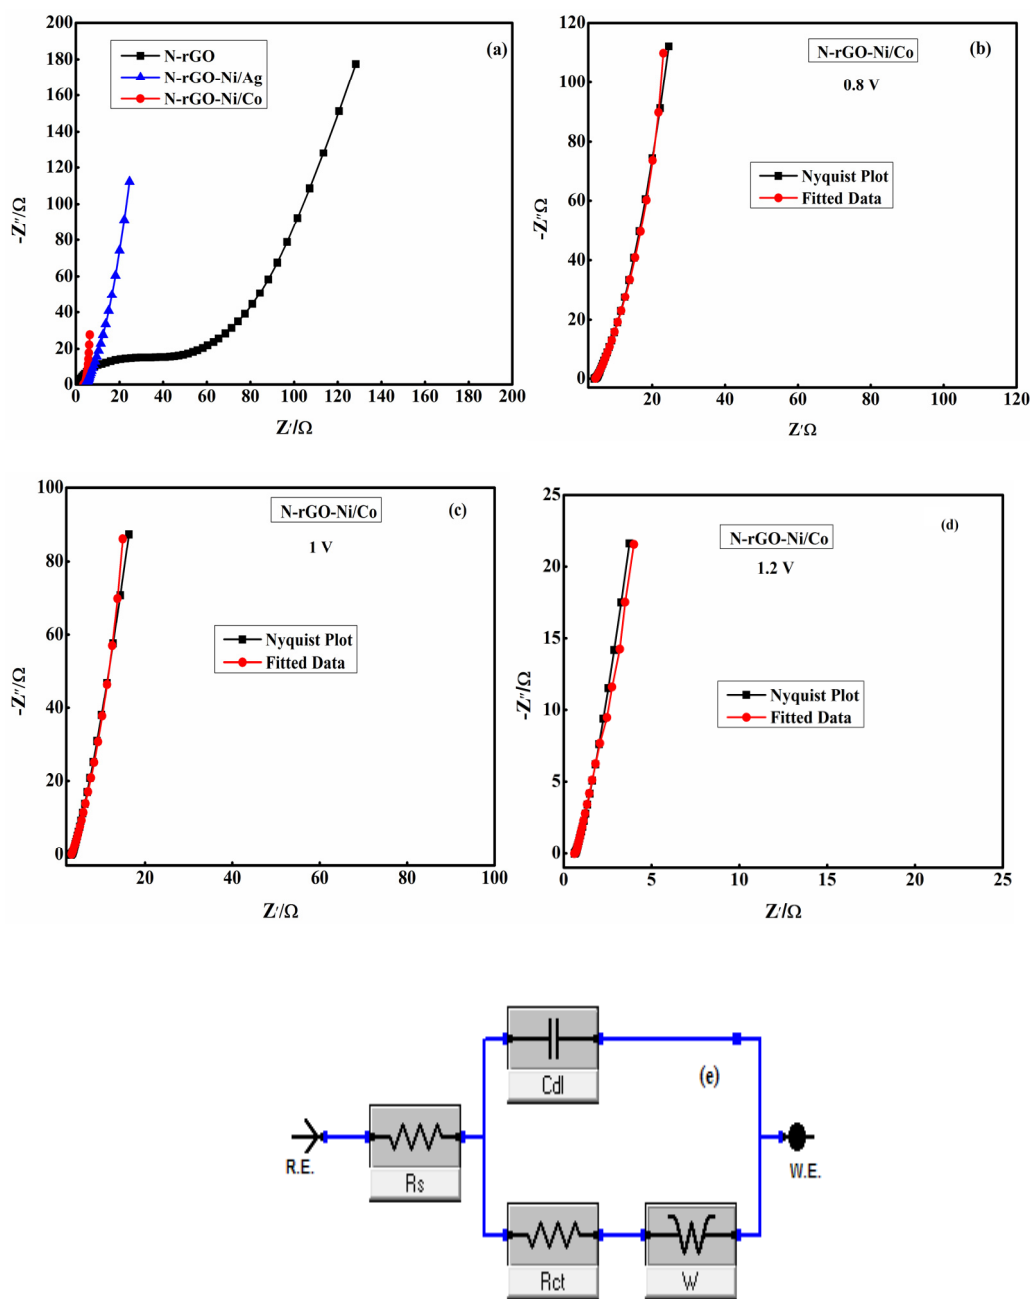 200
180
160
140
120
100
80
60
40
20
0
0 20 40 60 80 100 120 140 160 180 200
-Z''/Ω
Z'/Ω
N-rGO
N-rGO-Ni/Ag
N-rGO-Ni/Co
(a)
120
100
80
60
40
20
0
20 40 60 80 100 120
-Z''Ω
Z'Ω
N-rGO-Ni/Co
(b)
0.8 V
Nyquist Plot
Fitted Data
100
80
60
40
20
0
20 40 60 80 100
-Z''/Ω
Z'/Ω
N-rGO-Ni/Co
(c)
1 V
Nyquist Plot
Fitted Data
25
20
15
10
5
0
0 5 10 15 20 25
-Z''/Ω
Z'/Ω
N-rGO-Ni/Co
(d)
1.2 V
Nyquist Plot
Fitted Data
Cdl
(e)
R.E.
Rs
W.E.
Rct
W